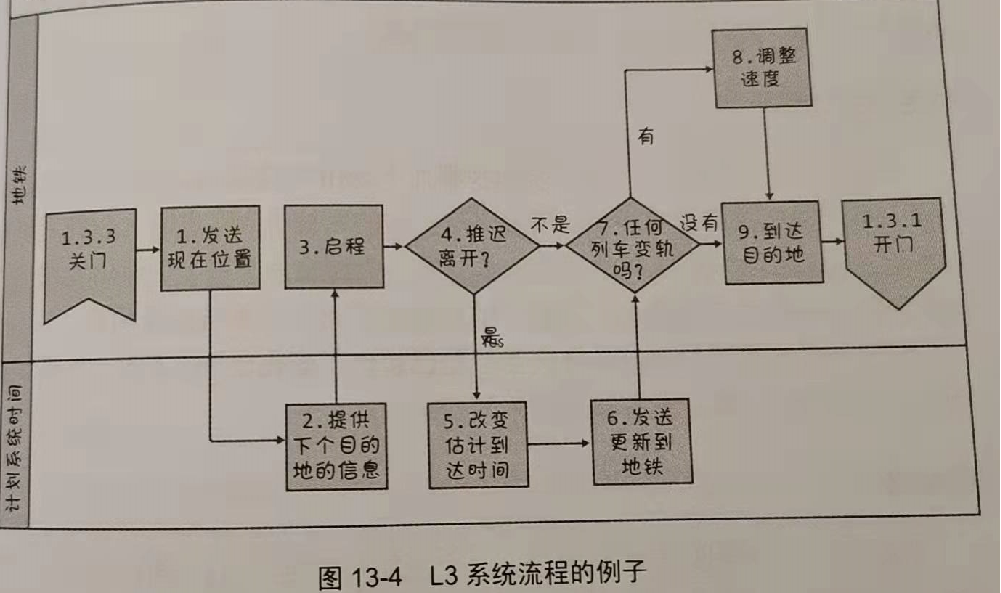 地铁
8.调整
速度
有
1.3.3
关门
1.发送
现在位置
3.启程
4.推迟
离开?
不是
7.任何
列车变轨
吗?
没有
9.到达
目的地
1.3.1
开门
是
计划系统时间
2.提供
下个目的
地的信息
5.改变
估计到
达时间
6.发送
更新到
地铁
图 13-4 L3 系统流程的例子